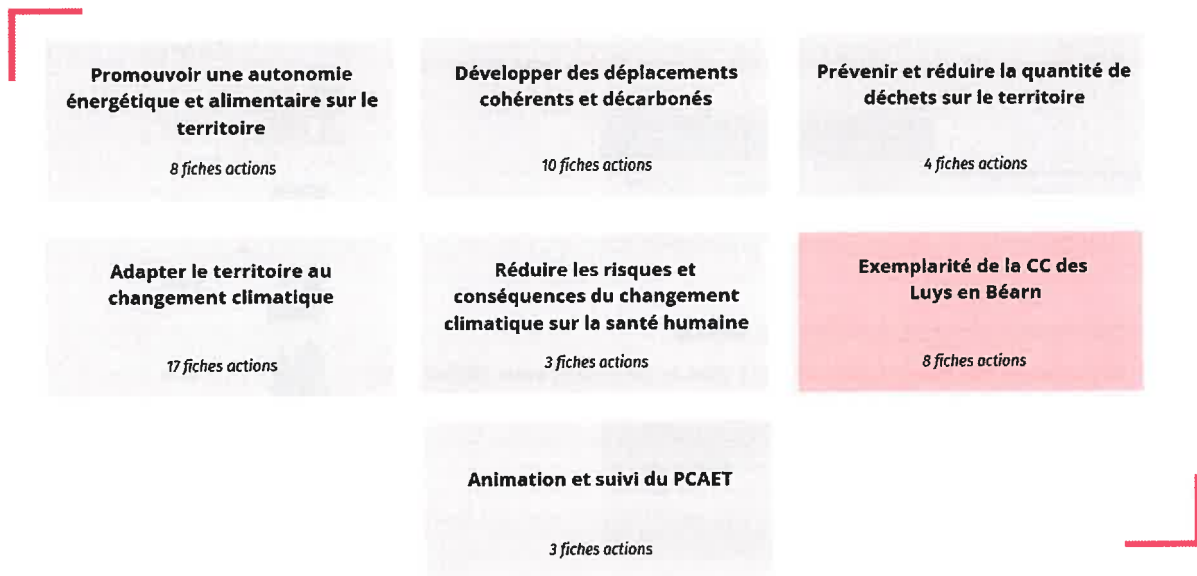 Promouvoir une autonomie
énergétique et alimentaire sur le
territoire
8 fiches actions
Développer des déplacements
cohérents et décarbonés
10 fiches actions
Prévenir et réduire la quantité de
déchets sur le territoire
4 fiches actions
Adapter le territoire au
changement climatique
17 fiches actions
Réduire les risques et
conséquences du changement
climatique sur la santé humaine
3 fiches actions
Exemplarité de la CC des
Luys en Béarn
8 fiches actions
Animation et suivi du PCAET
3 fiches actions